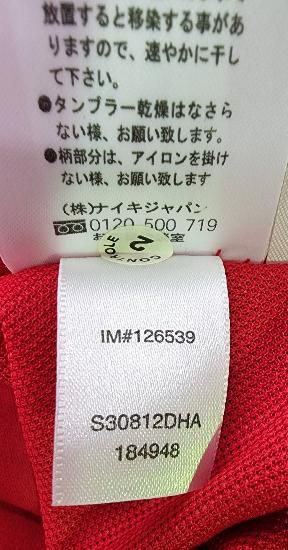 放置すると移染する事があ
りますので、速やかに干し
て下さい。
●タンブラー乾燥はなさら
ない様、お願い致します。
●柄部分は、アイロンを掛け
ない様、お願い致します
(株)ナイキジャパン
0120 500 719
室
2
CONTROLE
IM#126539
S30812DHA
184948